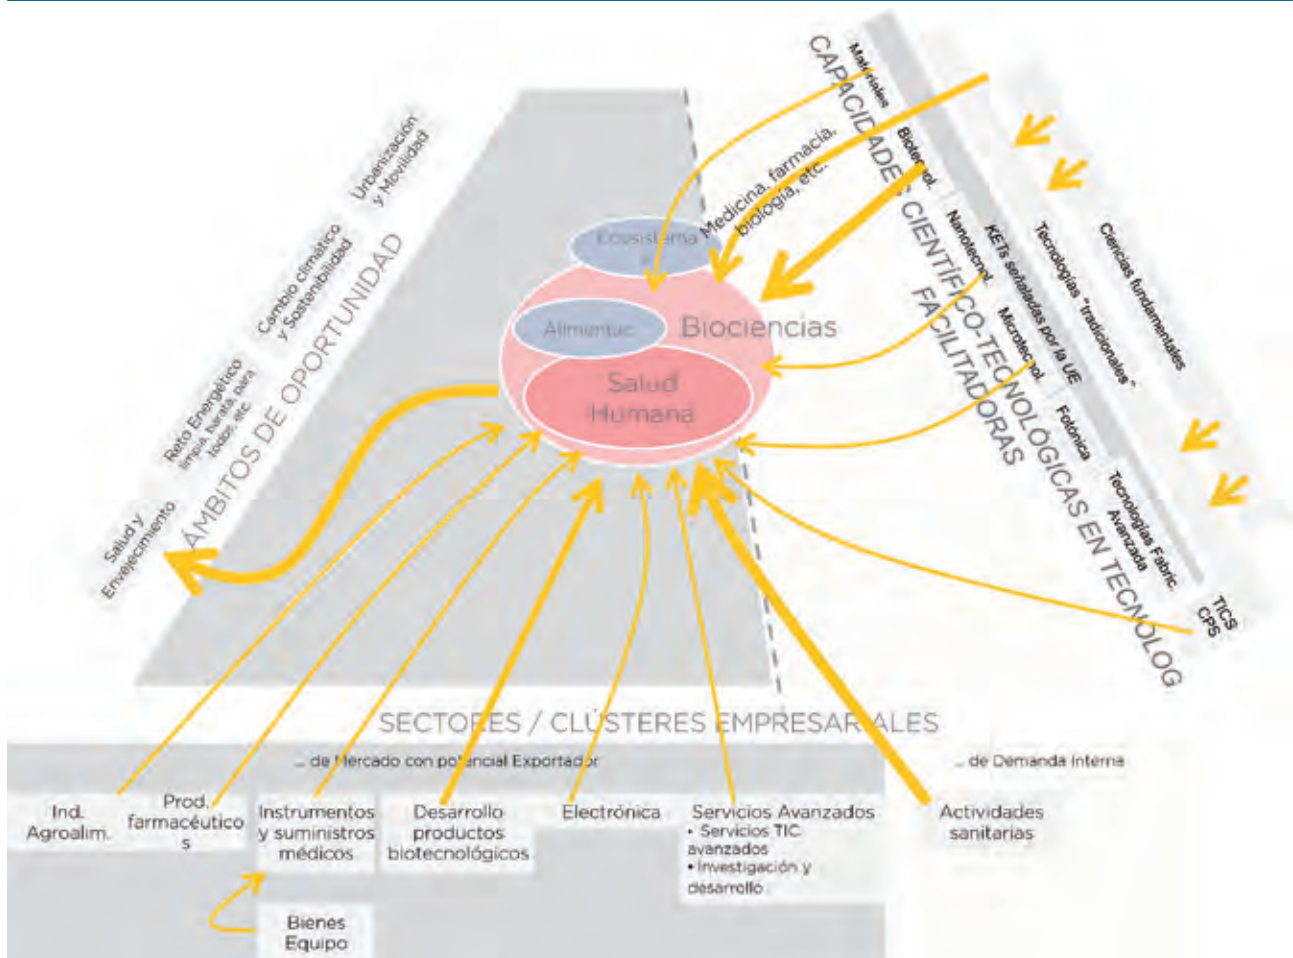 Urbanización
y Movilidad
Cambio climático
y Sostenibilidad
Reto Energético
limpia, barata, para
todos, etc.
Salud y
Envejecimiento
ÁMBITOS DE OPORTUNIDAD
Ecosistema
Alimentac.
Biociencias
Salud
Humana
Medicina, farmacia,
biología, etc.
CAPACIDADES CIENTÍFICO-TECNOLÓGICAS EN TECNOLOG
FACILITADORAS
Materiales
Biotecnol.
Nanotecnol.
Microtecnol.
Fotónica
Tecnologías Fabric.
Avanzada
TICS
CPS
KETs señaladas por la UE
Tecnologías "tradicionales"
Ciencias fundamentales
SECTORES / CLÚSTERES EMPRESARIALES
... de Mercado con potencial Exportador
... de Demanda Interna
Ind.
Agroalim.
Prod.
farmacéutico
s
Instrumentos
y suministros
médicos
Desarrollo
productos
biotecnológicos
Electrónica
Servicios Avanzados
• Servicios TIC
avanzados
• Investigación y
desarrollo
Actividades
sanitarias
Bienes
Equipo